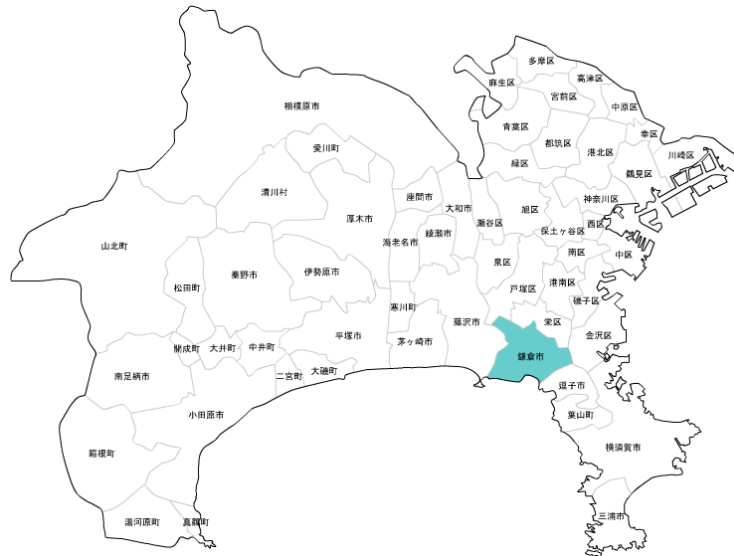 多摩区
麻生区
高津区
宮前区
中原区
相模原市
青葉区
幸区
都筑区
港北区
愛川町
緑区
川崎区
鶴見区
清川村
座間市
大和市
神奈川区
厚木市
瀬谷区
旭区
西区
綾瀬市
保土ヶ谷区
山北町
海老名市
南区
中区
泉区
秦野市
伊勢原市
港南区
松田町
戸塚区
磯子区
寒川町
栄区
藤沢市
平塚市
金沢区
茅ヶ崎市
開成町
大井町
中井町
鎌倉市
大磯町
南足柄市
二宮町
逗子市
小田原市
葉山町
横須賀市
箱根町
三浦市
湯河原町
真鶴町